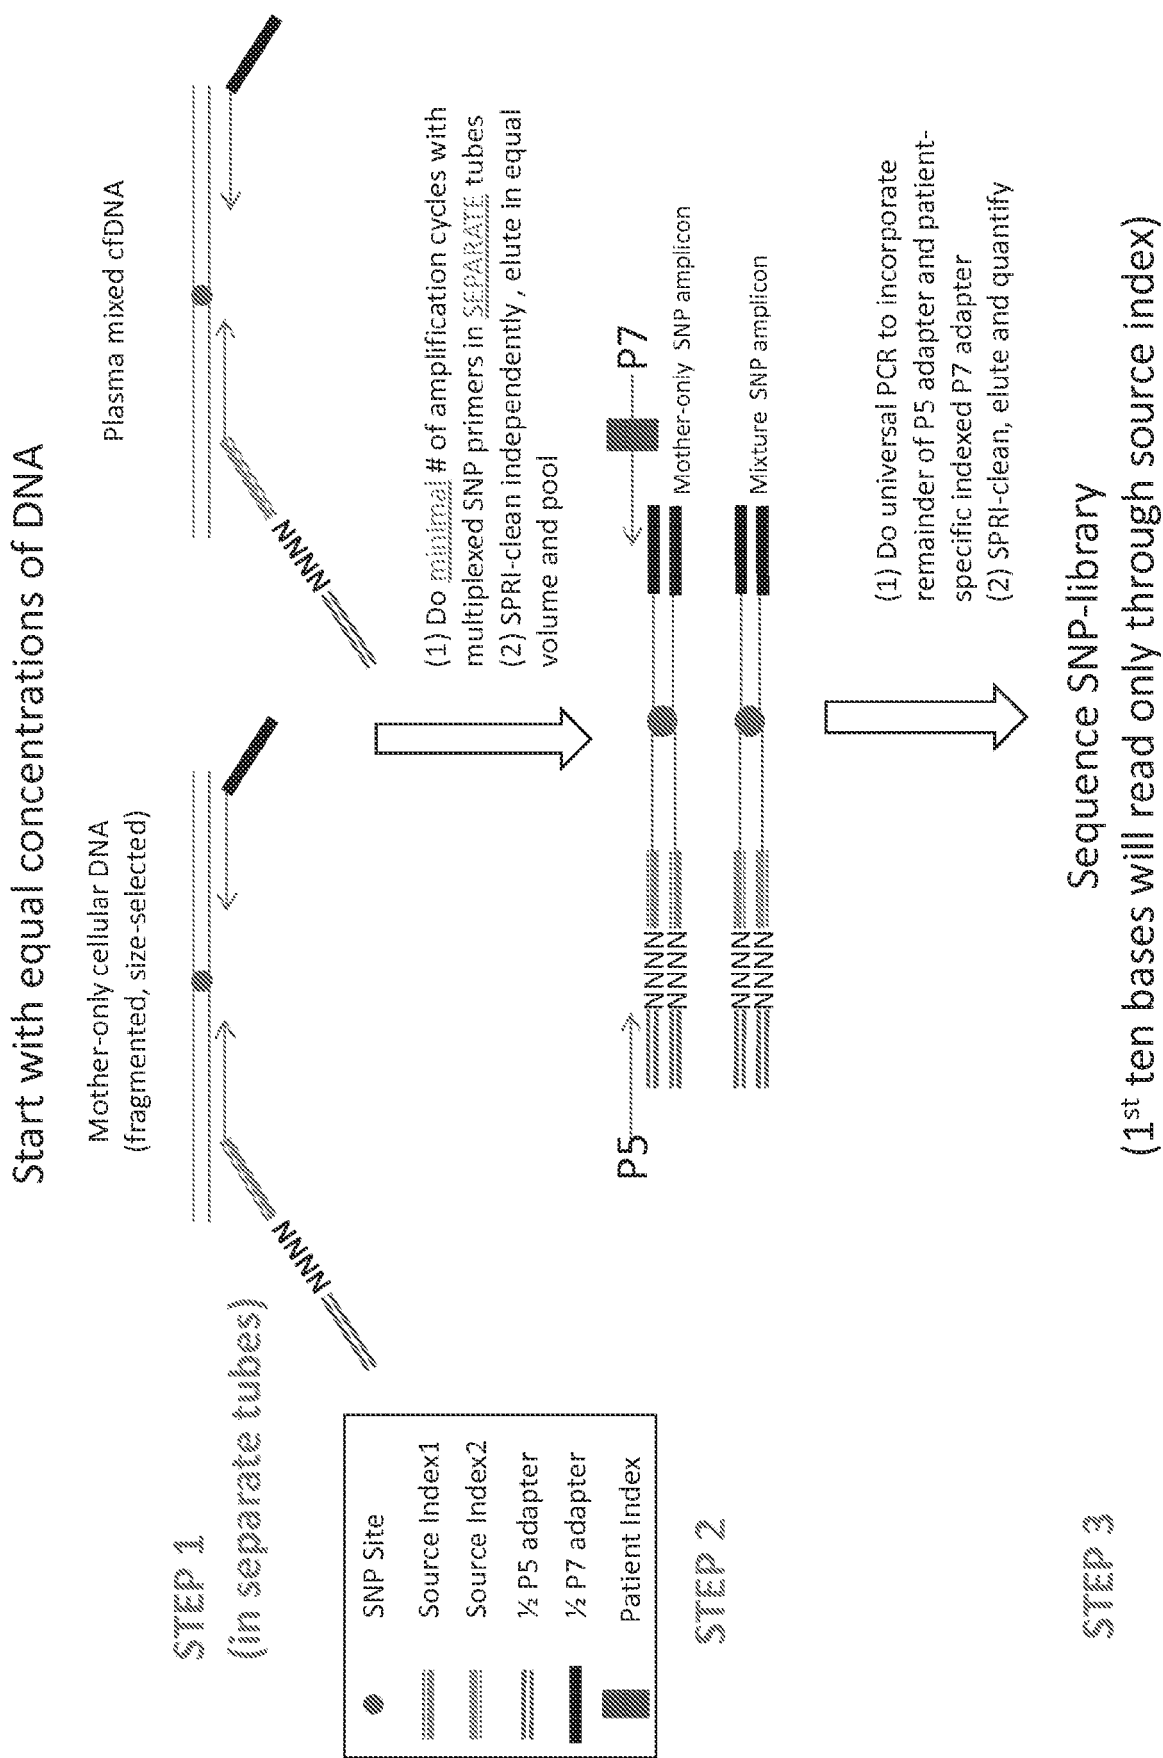 Start with equal concentrations of DNA
STEP 1
(in separate tubes)
Mother-only cellular DNA
(fragmented, size-selected)
Plasma mixed cfDNA
NNNN
NNNN
SNP Site
Source Index1
Source Index2
½ P5 adapter
½ P7 adapter
Patient Index
(1) Do minimal # of amplification cycles with
multiplexed SNP primers in SEPARATE tubes
(2) SPRI-clean independently , elute in equal
volume and pool
STEP 2
P5
P7
NNNN
NNNN
Mother-only SNP amplicon
NNNN
NNNN
Mixture SNP amplicon
(1) Do universal PCR to incorporate
remainder of P5 adapter and patient-
specific indexed P7 adapter
(2) SPRI-clean, elute and quantify
STEP 3
Sequence SNP-library
(1st ten bases will read only through source index)